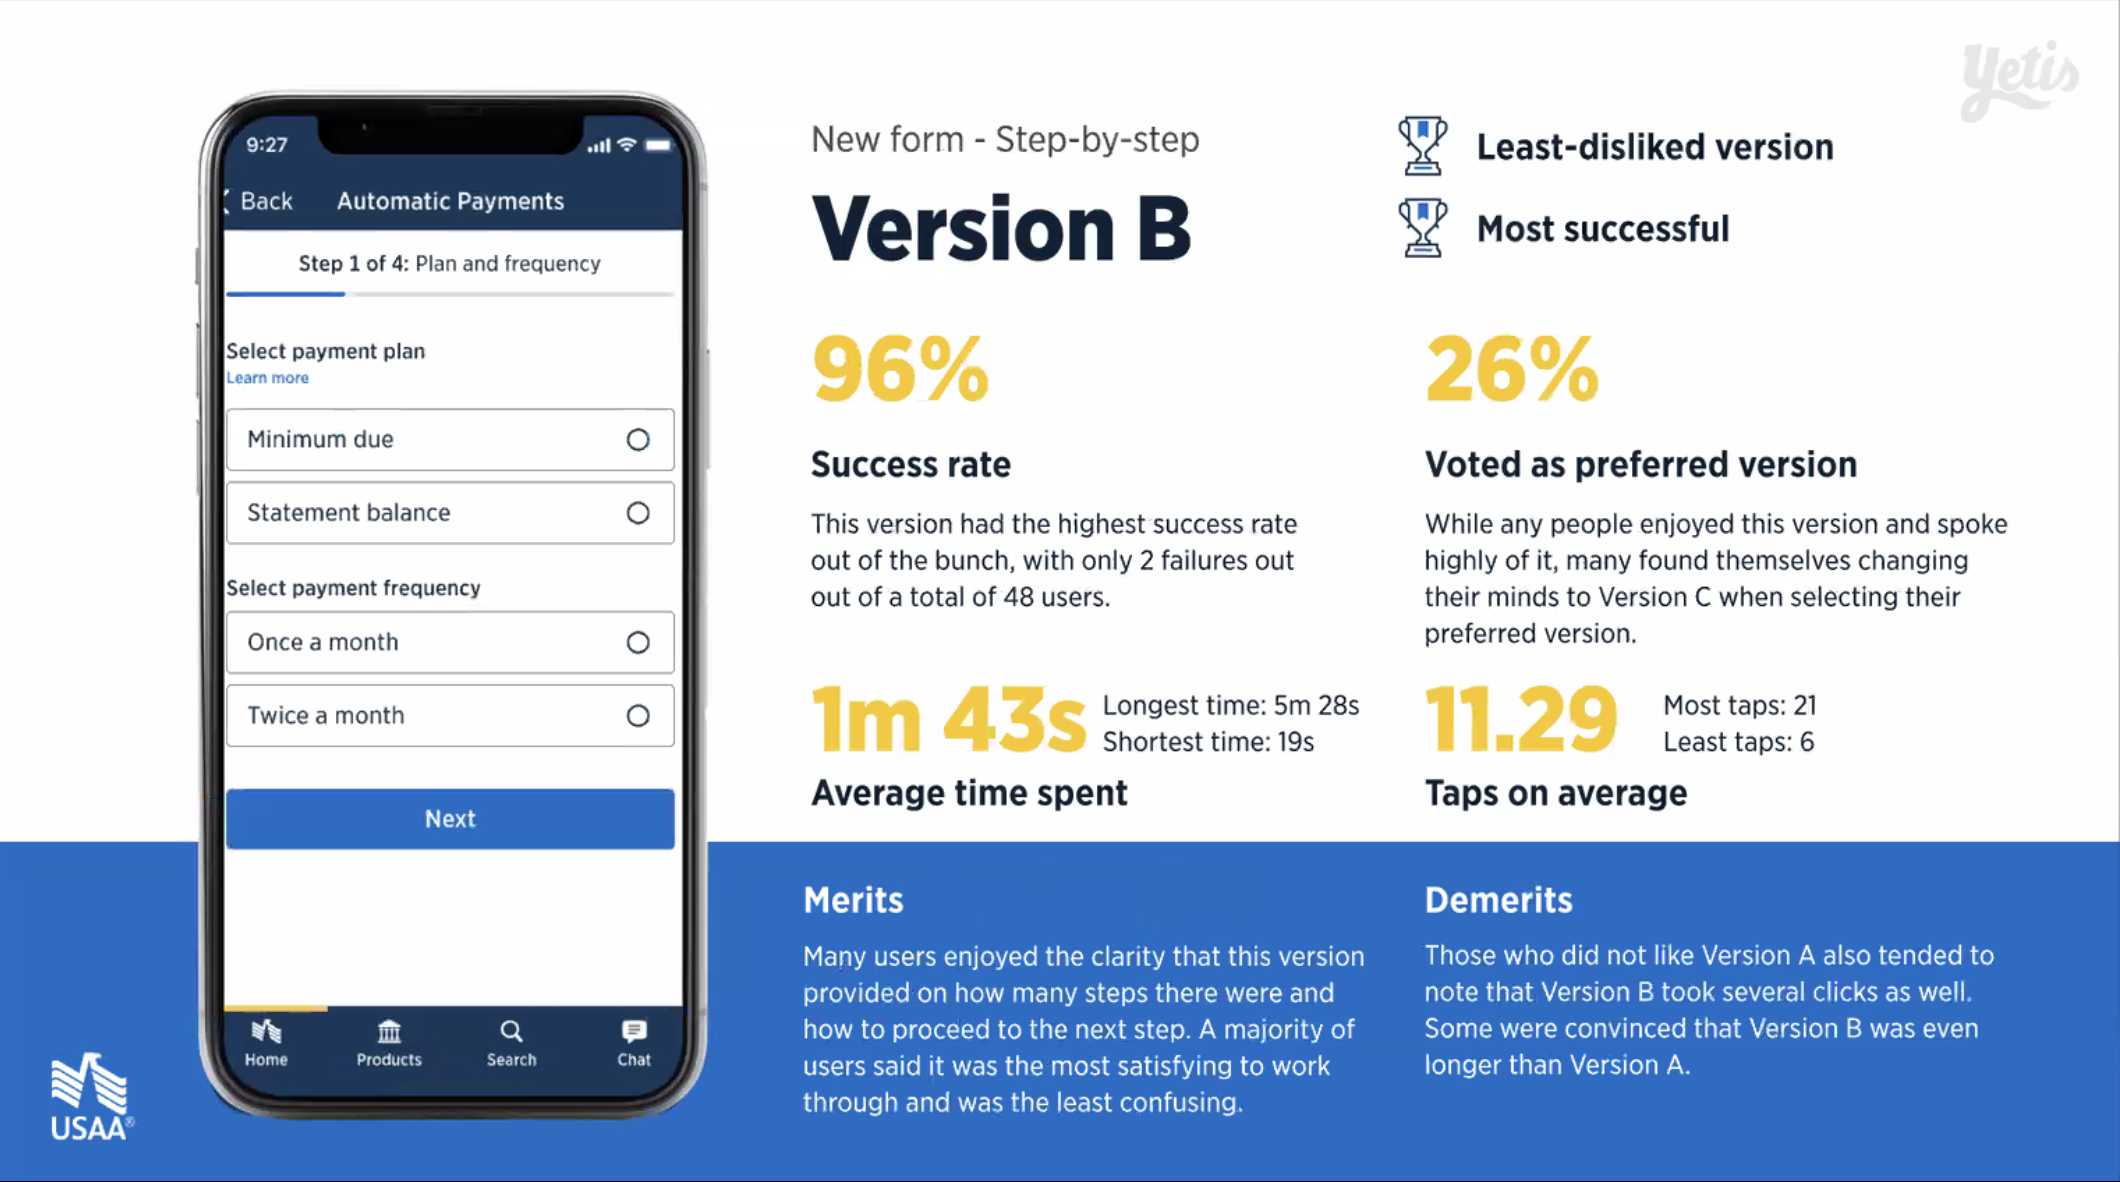 Yetis
9:27
Back
Automatic Payments
Step 1 of 4: Plan and frequency
Select payment plan
Learn more
Minimum due
Statement balance
Select payment frequency
Once a month
Twice a month
Next
Home
Products
Search
Chat
USAA®
New form - Step-by-step
Version B
Least-disliked version
Most successful
96%
Success rate
This version had the highest success rate
out of the bunch, with only 2 failures out
out of a total of 48 users.
26%
Voted as preferred version
While any people enjoyed this version and spoke
highly of it, many found themselves changing
their minds to Version C when selecting their
preferred version.
1m 43s
Longest time: 5m 28s
Shortest time: 19s
Average time spent
11.29
Most taps: 21
Least taps: 6
Taps on average
Merits
Many users enjoyed the clarity that this version
provided on how many steps there were and
how to proceed to the next step. A majority of
users said it was the most satisfying to work
through and was the least confusing.
Demerits
Those who did not like Version A also tended to
note that Version B took several clicks as well.
Some were convinced that Version B was even
longer than Version A.